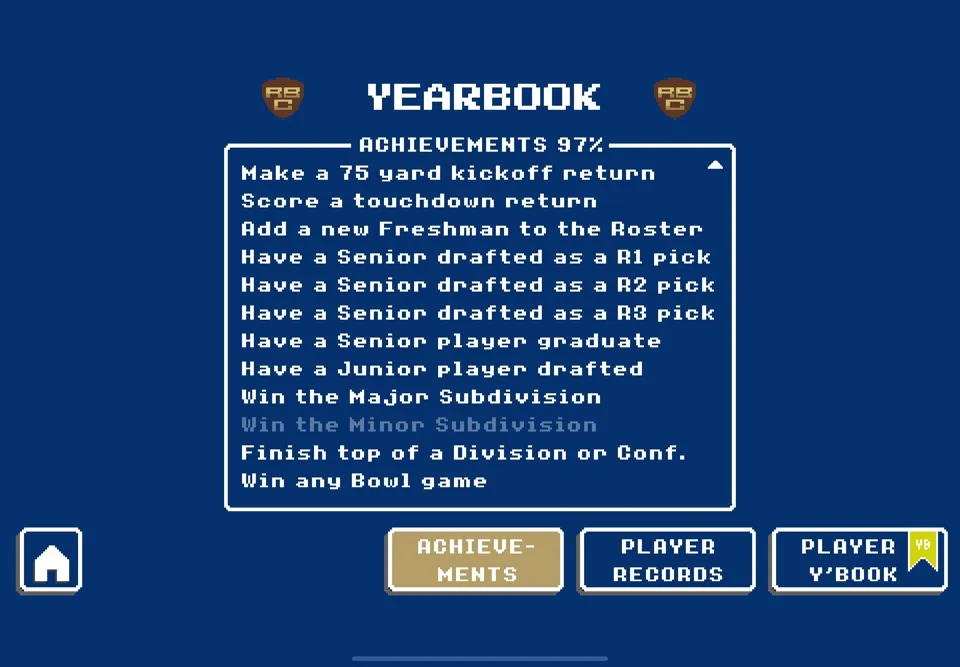 RBC
YEARBOOK
RBC
ACHIEVEMENTS 97%
Make a 75 yard kickoff return
Score a touchdown return
Add a new Freshman to the Roster
Have a Senior drafted as a R1 pick
Have a Senior drafted as a R2 pick
Have a Senior drafted as a R3 pick
Have a Senior player graduate
Have a Junior player drafted
Win the Major Subdivision
Win the Minor Subdivision
Finish top of a Division or Conf.
Win any Bowl game
ACHIEVE-
MENTS
PLAYER
RECORDS
PLAYER
Y'BOOK
YB